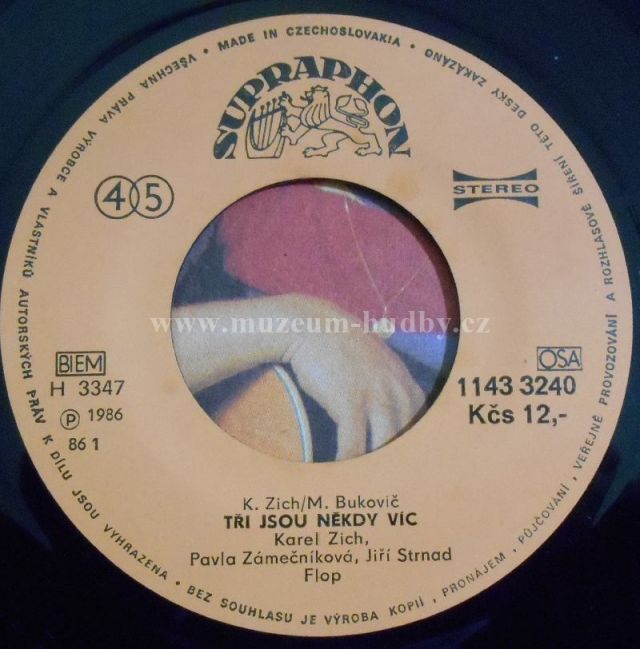 VŠECHNA PRÁVA VÝROBCE A VLASTNÍKŮ AUTORSKÝCH PRÁV K DÍLU JSOU VYHRAZENA • BEZ SOUHLASU JE VÝROBA KOPIÍ, PRONÁJEM, PŮJČOVÁNÍ, VEŘEJNÉ PROVOZOVÁNÍ A ROZHLASOVÉ ŠÍŘENÍ TÉTO DESKY ZAKÁZÁNO • MADE IN CZECHOSLOVAKIA •
SUPRAPHON
45
STEREO
www.muzeum-hudby.cz
BIEM
OSA
H 3347
1143 3240
Ⓟ 1986
Kčs 12,-
86 1
K. Zich/M. Bukovič
TŘI JSOU NĚKDY VÍC
Karel Zich,
Pavla Zámečníková, Jiří Strnad
Flop